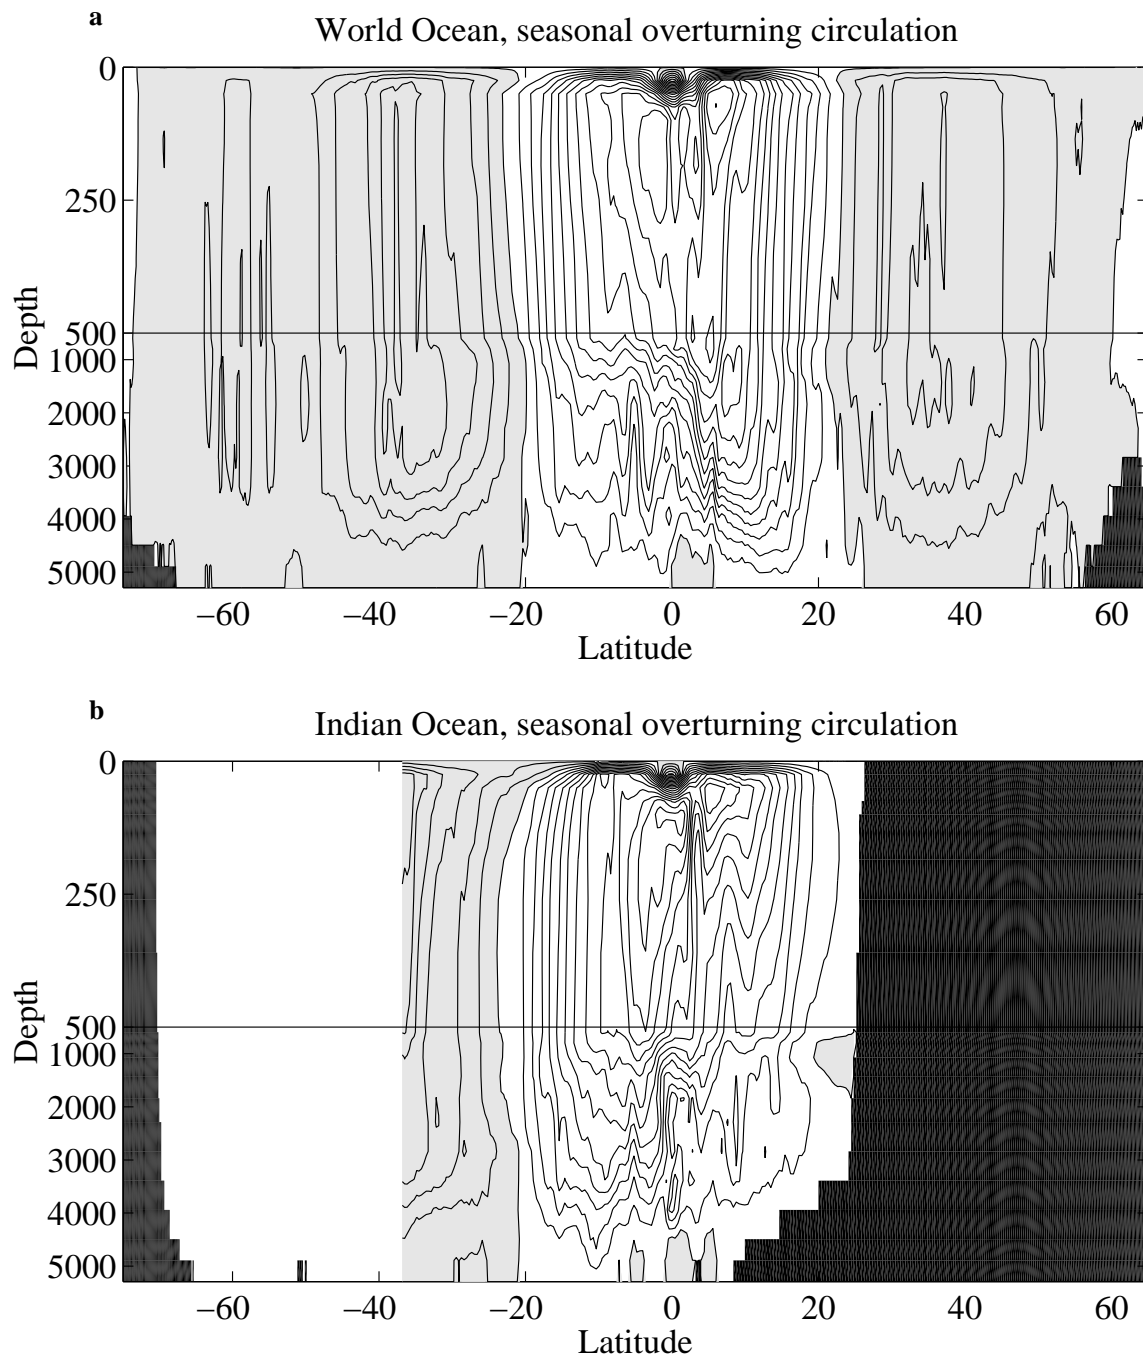 a
World Ocean, seasonal overturning circulation
0
250
500
1000
2000
3000
4000
5000
Depth
−60 −40 −20 0 20 40 60
Latitude
b
Indian Ocean, seasonal overturning circulation
0
250
500
1000
2000
3000
4000
5000
Depth
−60 −40 −20 0 20 40 60
Latitude